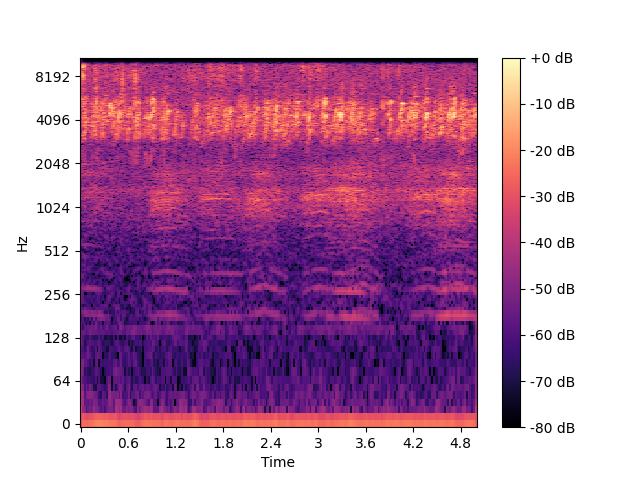 8192
4096
2048
1024
512
256
128
64
0
Hz
0 0.6 1.2 1.8 2.4 3 3.6 4.2 4.8
Time
+0 dB
-10 dB
-20 dB
-30 dB
-40 dB
-50 dB
-60 dB
-70 dB
-80 dB